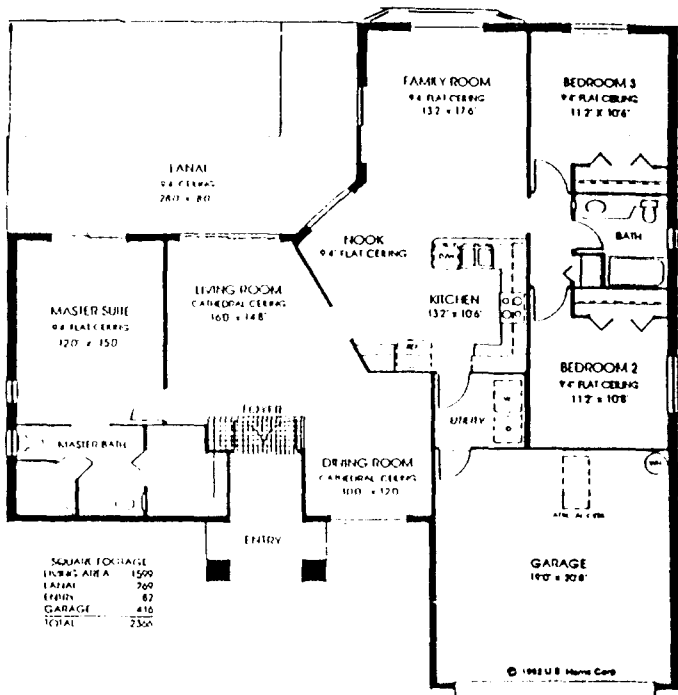 FAMILY ROOM
9'4" FLAT CEILING
13'2" x 17'6"
BEDROOM 3
9'4" FLAT CEILING
11'2" X 10'6"
LANAI
9'4" CEILING
28'0" x 8'0"
BATH
NOOK
9'4" FLAT CEILING
D/W
LIVING ROOM
CATHEDRAL CEILING
16'0" x 14'8"
KITCHEN
13'2" x 10'6"
MASTER SUITE
9'4" FLAT CEILING
12'0" x 15'0"
REF
BEDROOM 2
9'4" FLAT CEILING
11'2" x 10'8"
FOYER
UTILITY
W
D
MASTER BATH
DINING ROOM
CATHEDRAL CEILING
10'0" x 12'0"
WH
ATTIC ACCESS
ENTRY
GARAGE
19'0" x 20'8"
SQUARE FOOTAGE
LIVING AREA 1599
LANAI 269
ENTRY 82
GARAGE 416
TOTAL 2366
© 1992 U.S. Home Corp